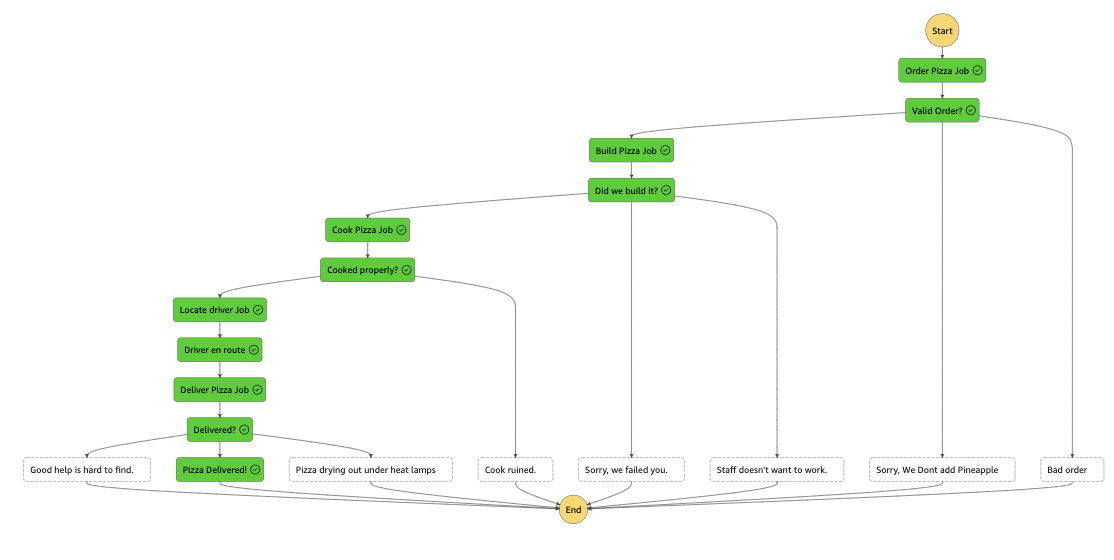 Start
Order Pizza Job
Valid Order?
Build Pizza Job
Did we build it?
Cook Pizza Job
Cooked properly?
Locate driver Job
Driver en route
Deliver Pizza Job
Delivered?
Good help is hard to find.
Pizza Delivered!
Pizza drying out under heat lamps
Cook ruined.
Sorry, we failed you.
Staff doesn't want to work.
Sorry, We Dont add Pineapple
Bad order
End